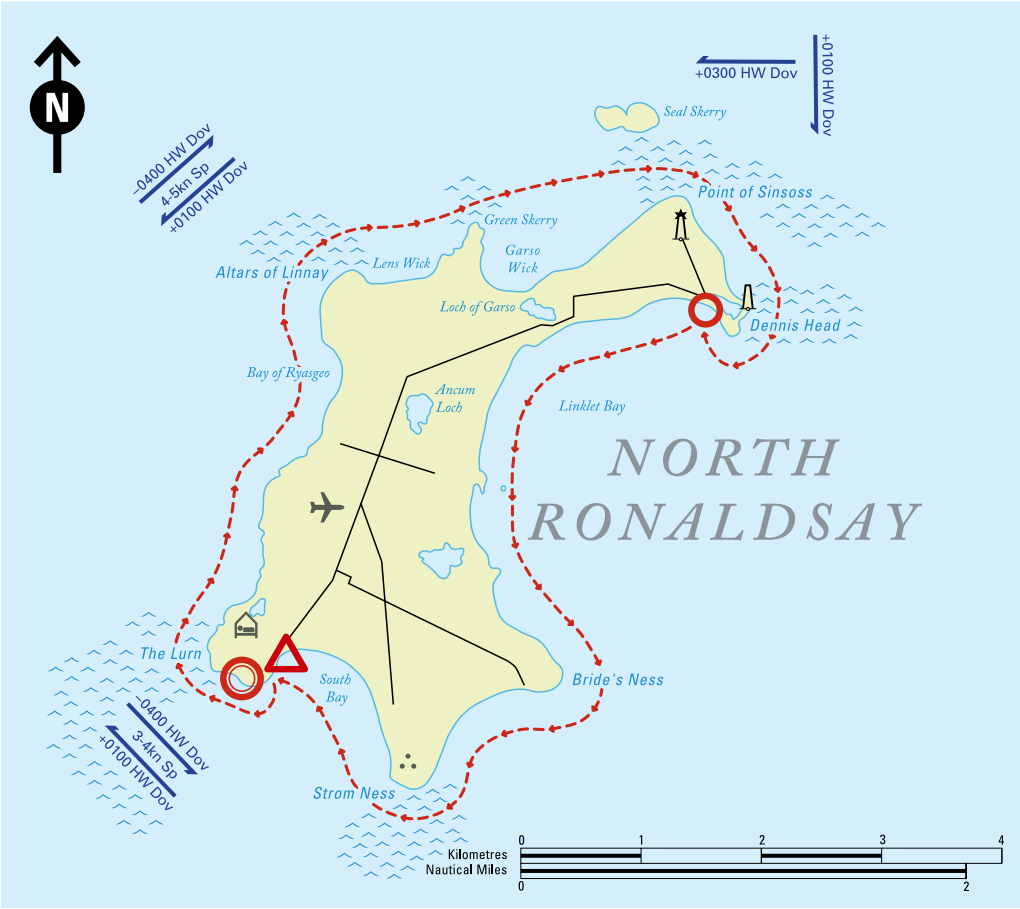 N
–0400 HW Dov
4-5kn Sp
+0100 HW Dov
+0300 HW Dov
+0100 HW Dov
Seal Skerry
Point of Sinsoss
Green Skerry
Altars of Linnay
Lens Wick
Garso
Wick
Loch of Garso
Dennis Head
Bay of Ryasgeo
Ancum
Loch
Linklet Bay
NORTH
RONALDSAY
The Lurn
South
Bay
Bride's Ness
–0400 HW Dov
3-4kn Sp
+0100 HW Dov
Strom Ness
0 1 2 3 4
Kilometres
Nautical Miles
0 2